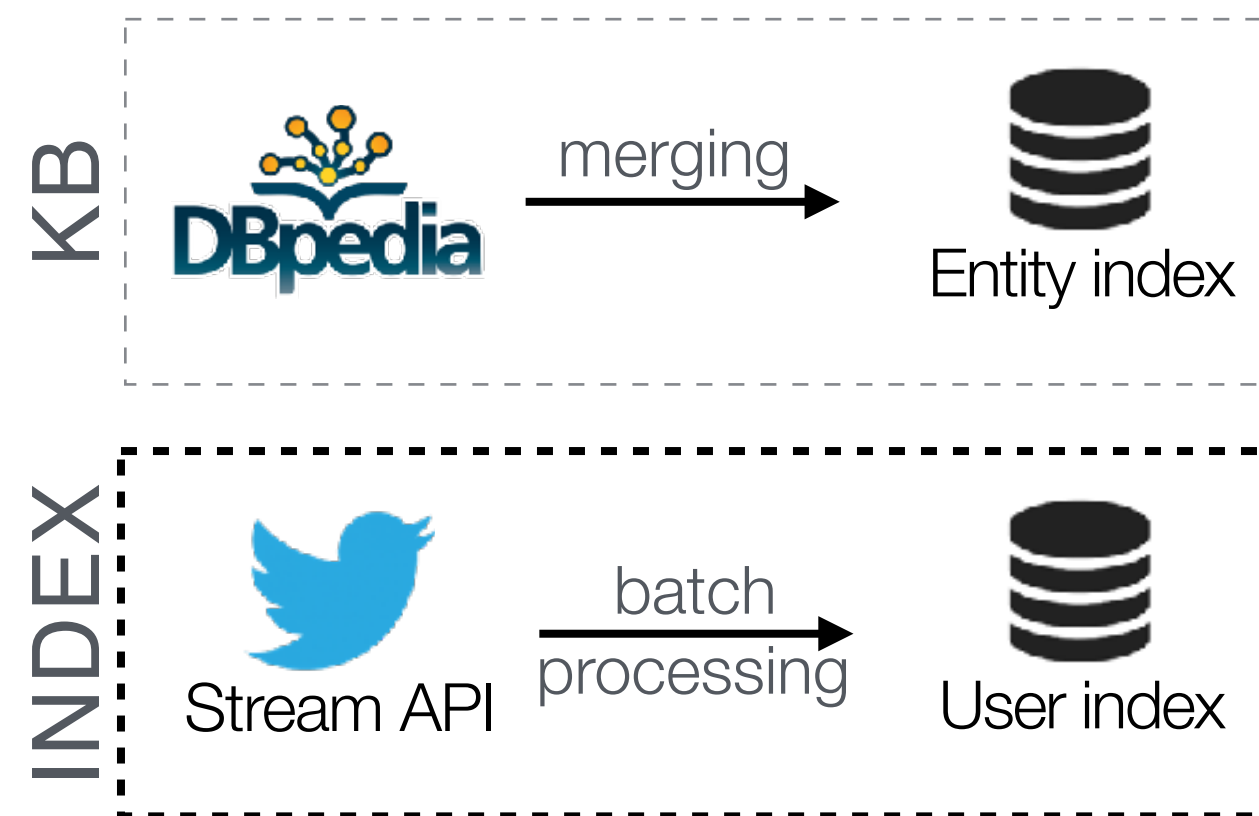 KB
DBpedia
merging
Entity index
INDEX
Stream API
batch
processing
User index